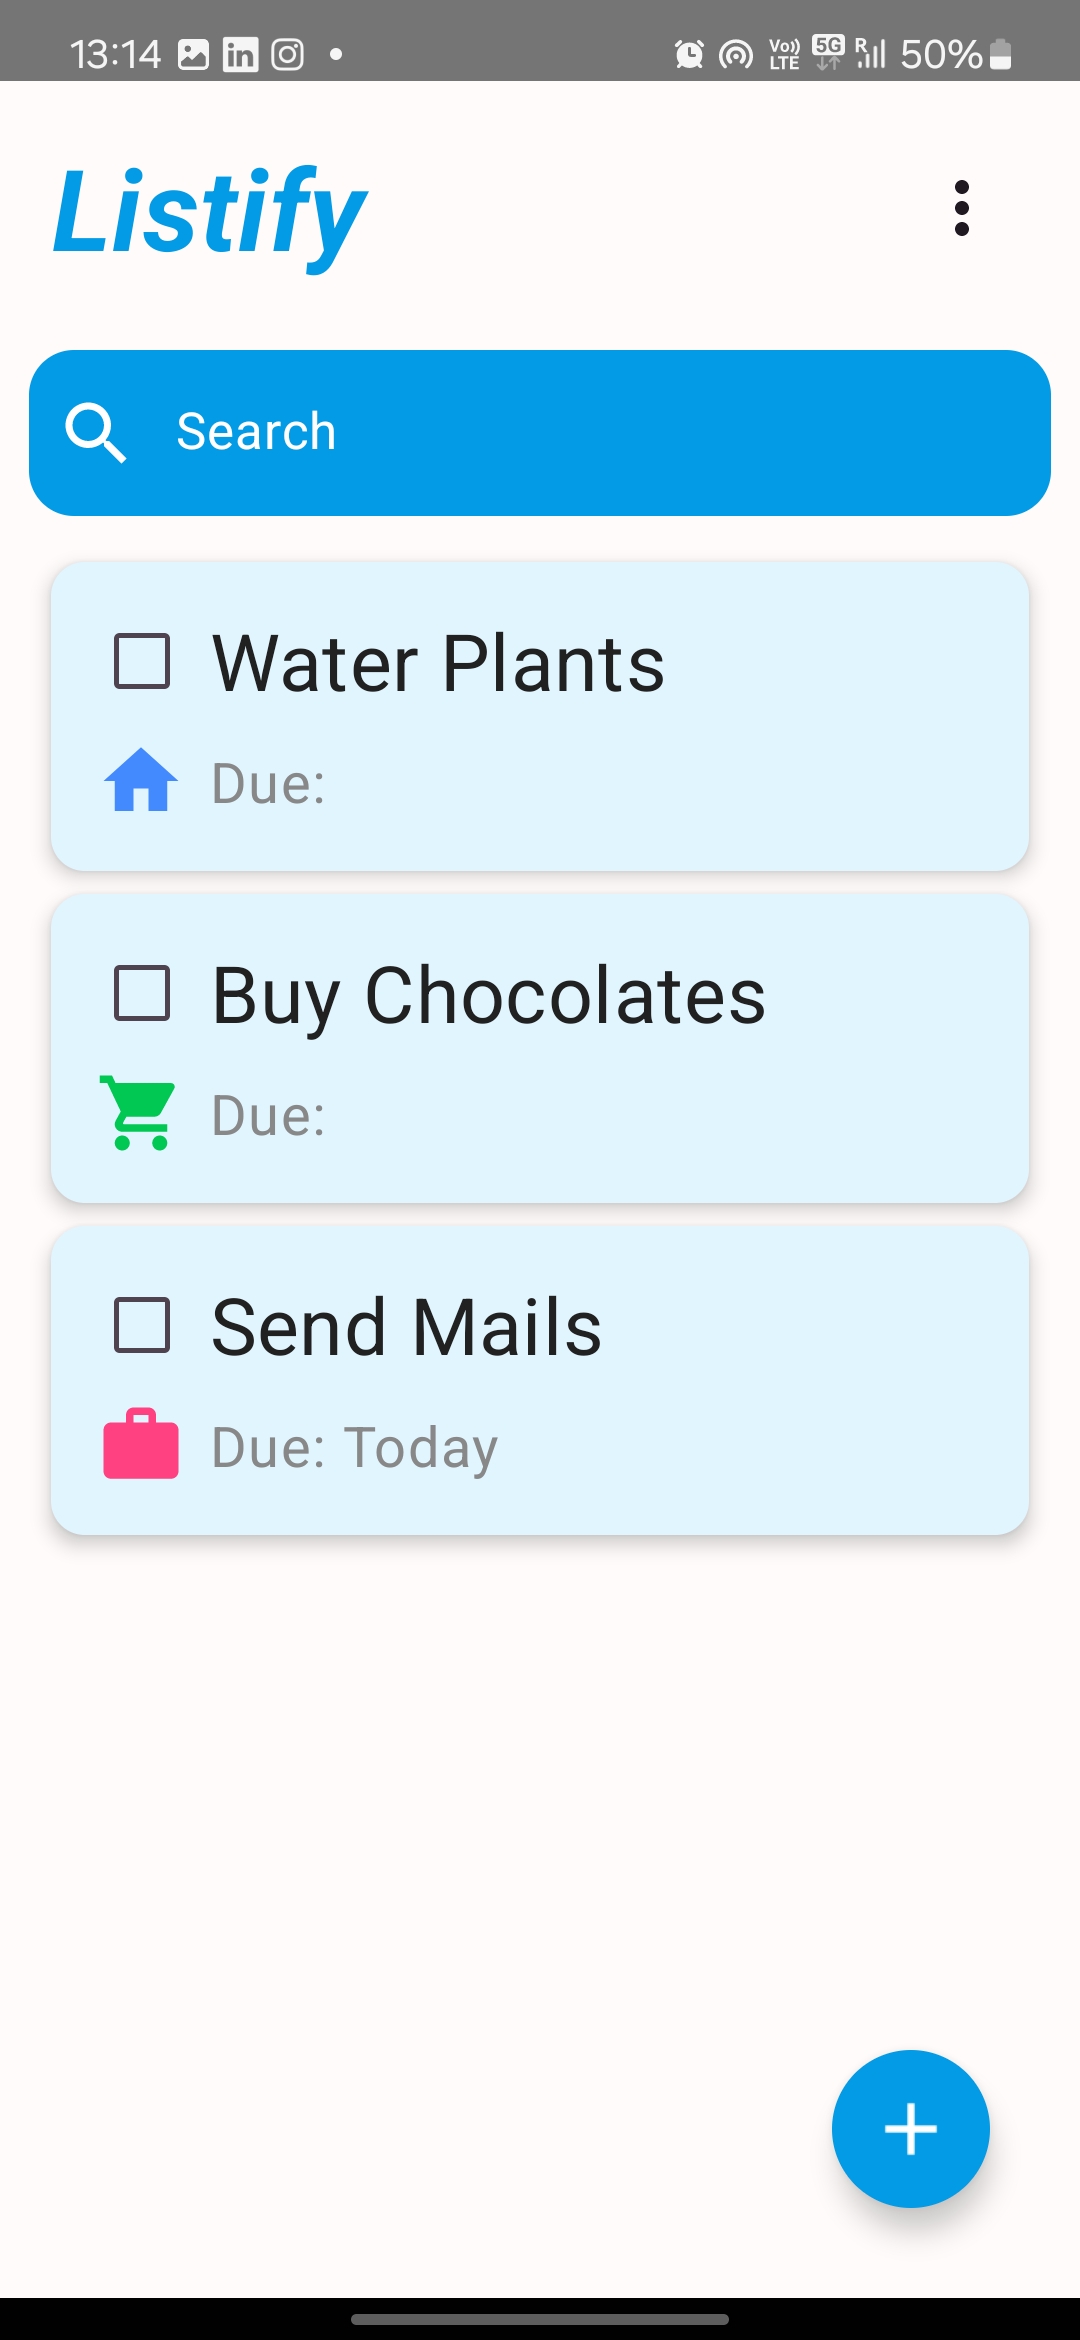 13:14 in Vo)) LTE 5G R 50%
Listify
Search
Water Plants
Due:
Buy Chocolates
Due:
Send Mails
Due: Today